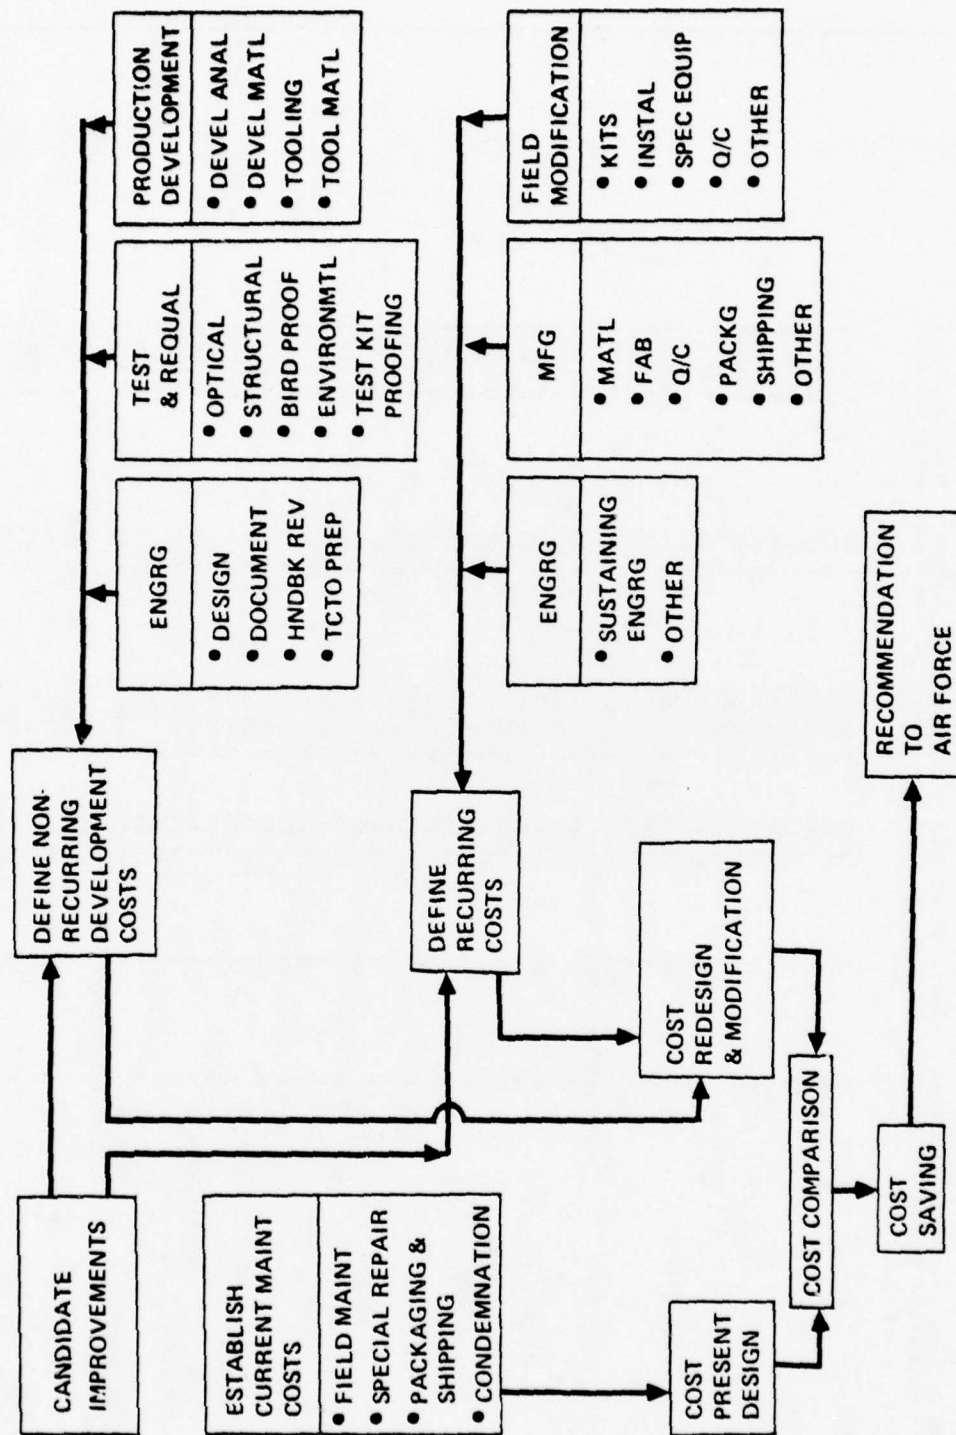 CANDIDATE
IMPROVEMENTS
DEFINE NON-
RECURRING
DEVELOPMENT
COSTS
ENGRG
• DESIGN
• DOCUMENT
• HNDBK REV
• TCTO PREP
TEST
& REQUAL
• OPTICAL
• STRUCTURAL
• BIRD PROOF
• ENVIRONMTL
• TEST KIT
PROOFING
PRODUCTION
DEVELOPMENT
• DEVEL ANAL
• DEVEL MATL
• TOOLING
• TOOL MATL
ESTABLISH
CURRENT MAINT
COSTS
• FIELD MAINT
• SPECIAL REPAIR
• PACKAGING &
SHIPPING
• CONDEMNATION
DEFINE
RECURRING
COSTS
ENGRG
• SUSTAINING
ENGRG
• OTHER
MFG
• MATL
• FAB
• Q/C
• PACKG
• SHIPPING
• OTHER
FIELD
MODIFICATION
• KITS
• INSTAL
• SPEC EQUIP
• Q/C
• OTHER
COST
PRESENT
DESIGN
COST
REDESIGN
& MODIFICATION
COST COMPARISON
COST
SAVING
RECOMMENDATION
TO
AIR FORCE